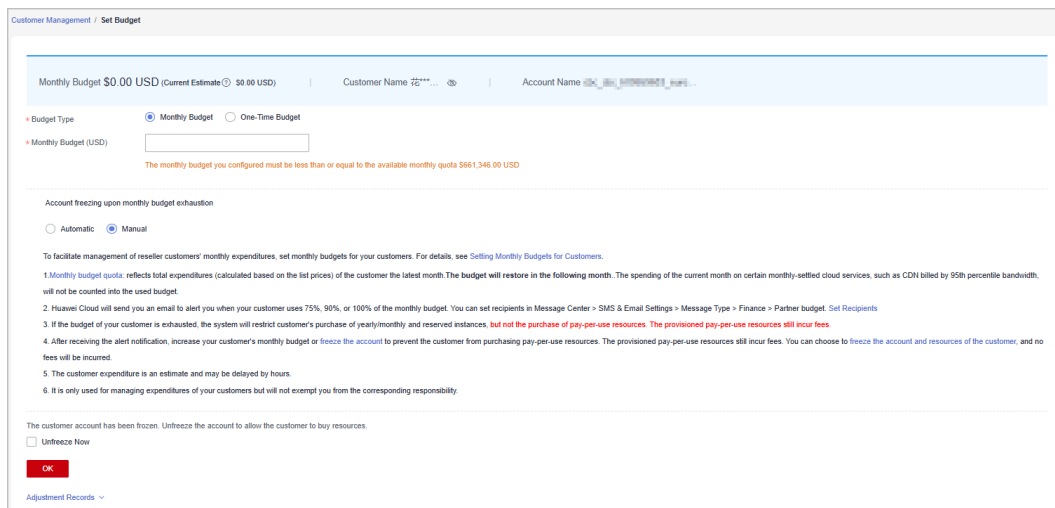 Customer Management / Set Budget
Monthly Budget $0.00 USD (Current Estimate ? $0.00 USD) | Customer Name 花***... | Account Name
* Budget Type Monthly Budget One-Time Budget
* Monthly Budget (USD)
The monthly budget you configured must be less than or equal to the available monthly quota $661,346.00 USD
Account freezing upon monthly budget exhaustion
Automatic Manual
To facilitate management of reseller customers' monthly expenditures, set monthly budgets for your customers. For details, see Setting Monthly Budgets for Customers.
1.Monthly budget quota: reflects total expenditures (calculated based on the list prices) of the customer the latest month.The budget will restore in the following month..The spending of the current month on certain monthly-settled cloud services, such as CDN billed by 95th percentile bandwidth,
will not be counted into the used budget.
2. Huawei Cloud will send you an email to alert you when your customer uses 75%, 90%, or 100% of the monthly budget. You can set recipients in Message Center > SMS & Email Settings > Message Type > Finance > Partner budget. Set Recipients
3. If the budget of your customer is exhausted, the system will restrict customer's purchase of yearly/monthly and reserved instances, but not the purchase of pay-per-use resources. The provisioned pay-per-use resources still incur fees
4. After receiving the alert notification, increase your customer's monthly budget or freeze the account to prevent the customer from purchasing pay-per-use resources. The provisioned pay-per-use resources still incur fees. You can choose to freeze the account and resources of the customer, and no
fees will be incurred.
5. The customer expenditure is an estimate and may be delayed by hours.
6. It is only used for managing expenditures of your customers but will not exempt you from the corresponding responsibility.
The customer account has been frozen. Unfreeze the account to allow the customer to buy resources.
Unfreeze Now
OK
Adjustment Records